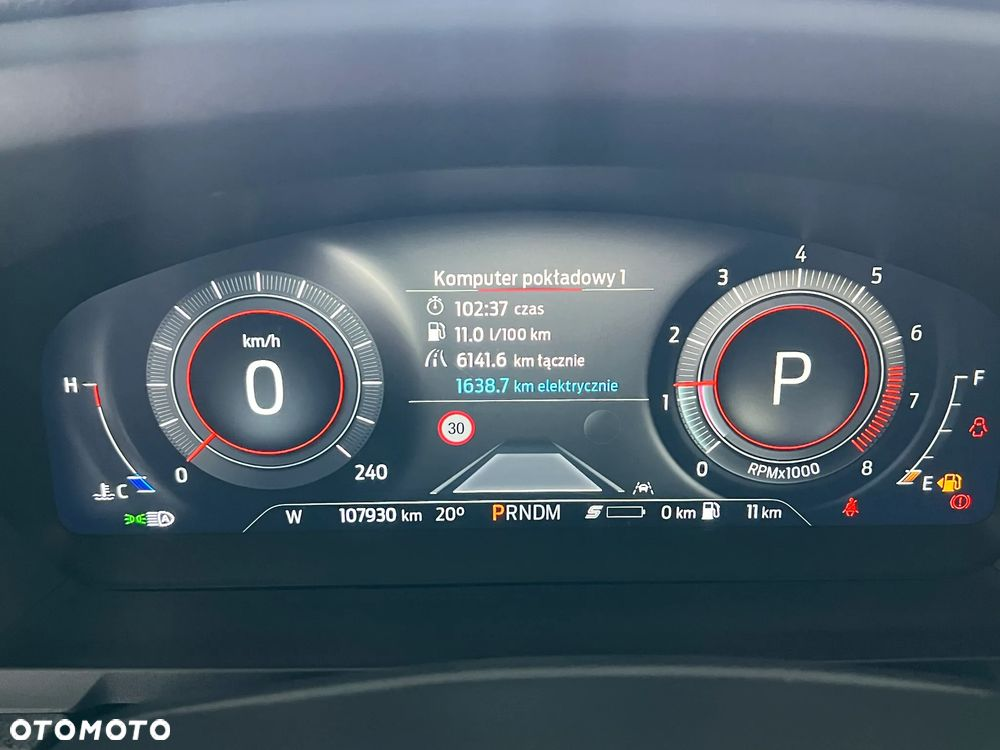 Komputer pokładowy 1
102:37 czas
11.0 l/100 km
6141.6 km łącznie
1638.7 km elektrycznie
km/h
0
0
240
H
C
30
P
0
1
2
3
4
5
6
7
8
RPMx1000
F
E
A
W 107930 km 20° PRNDM S 0 km 11 km
OTOMOTO